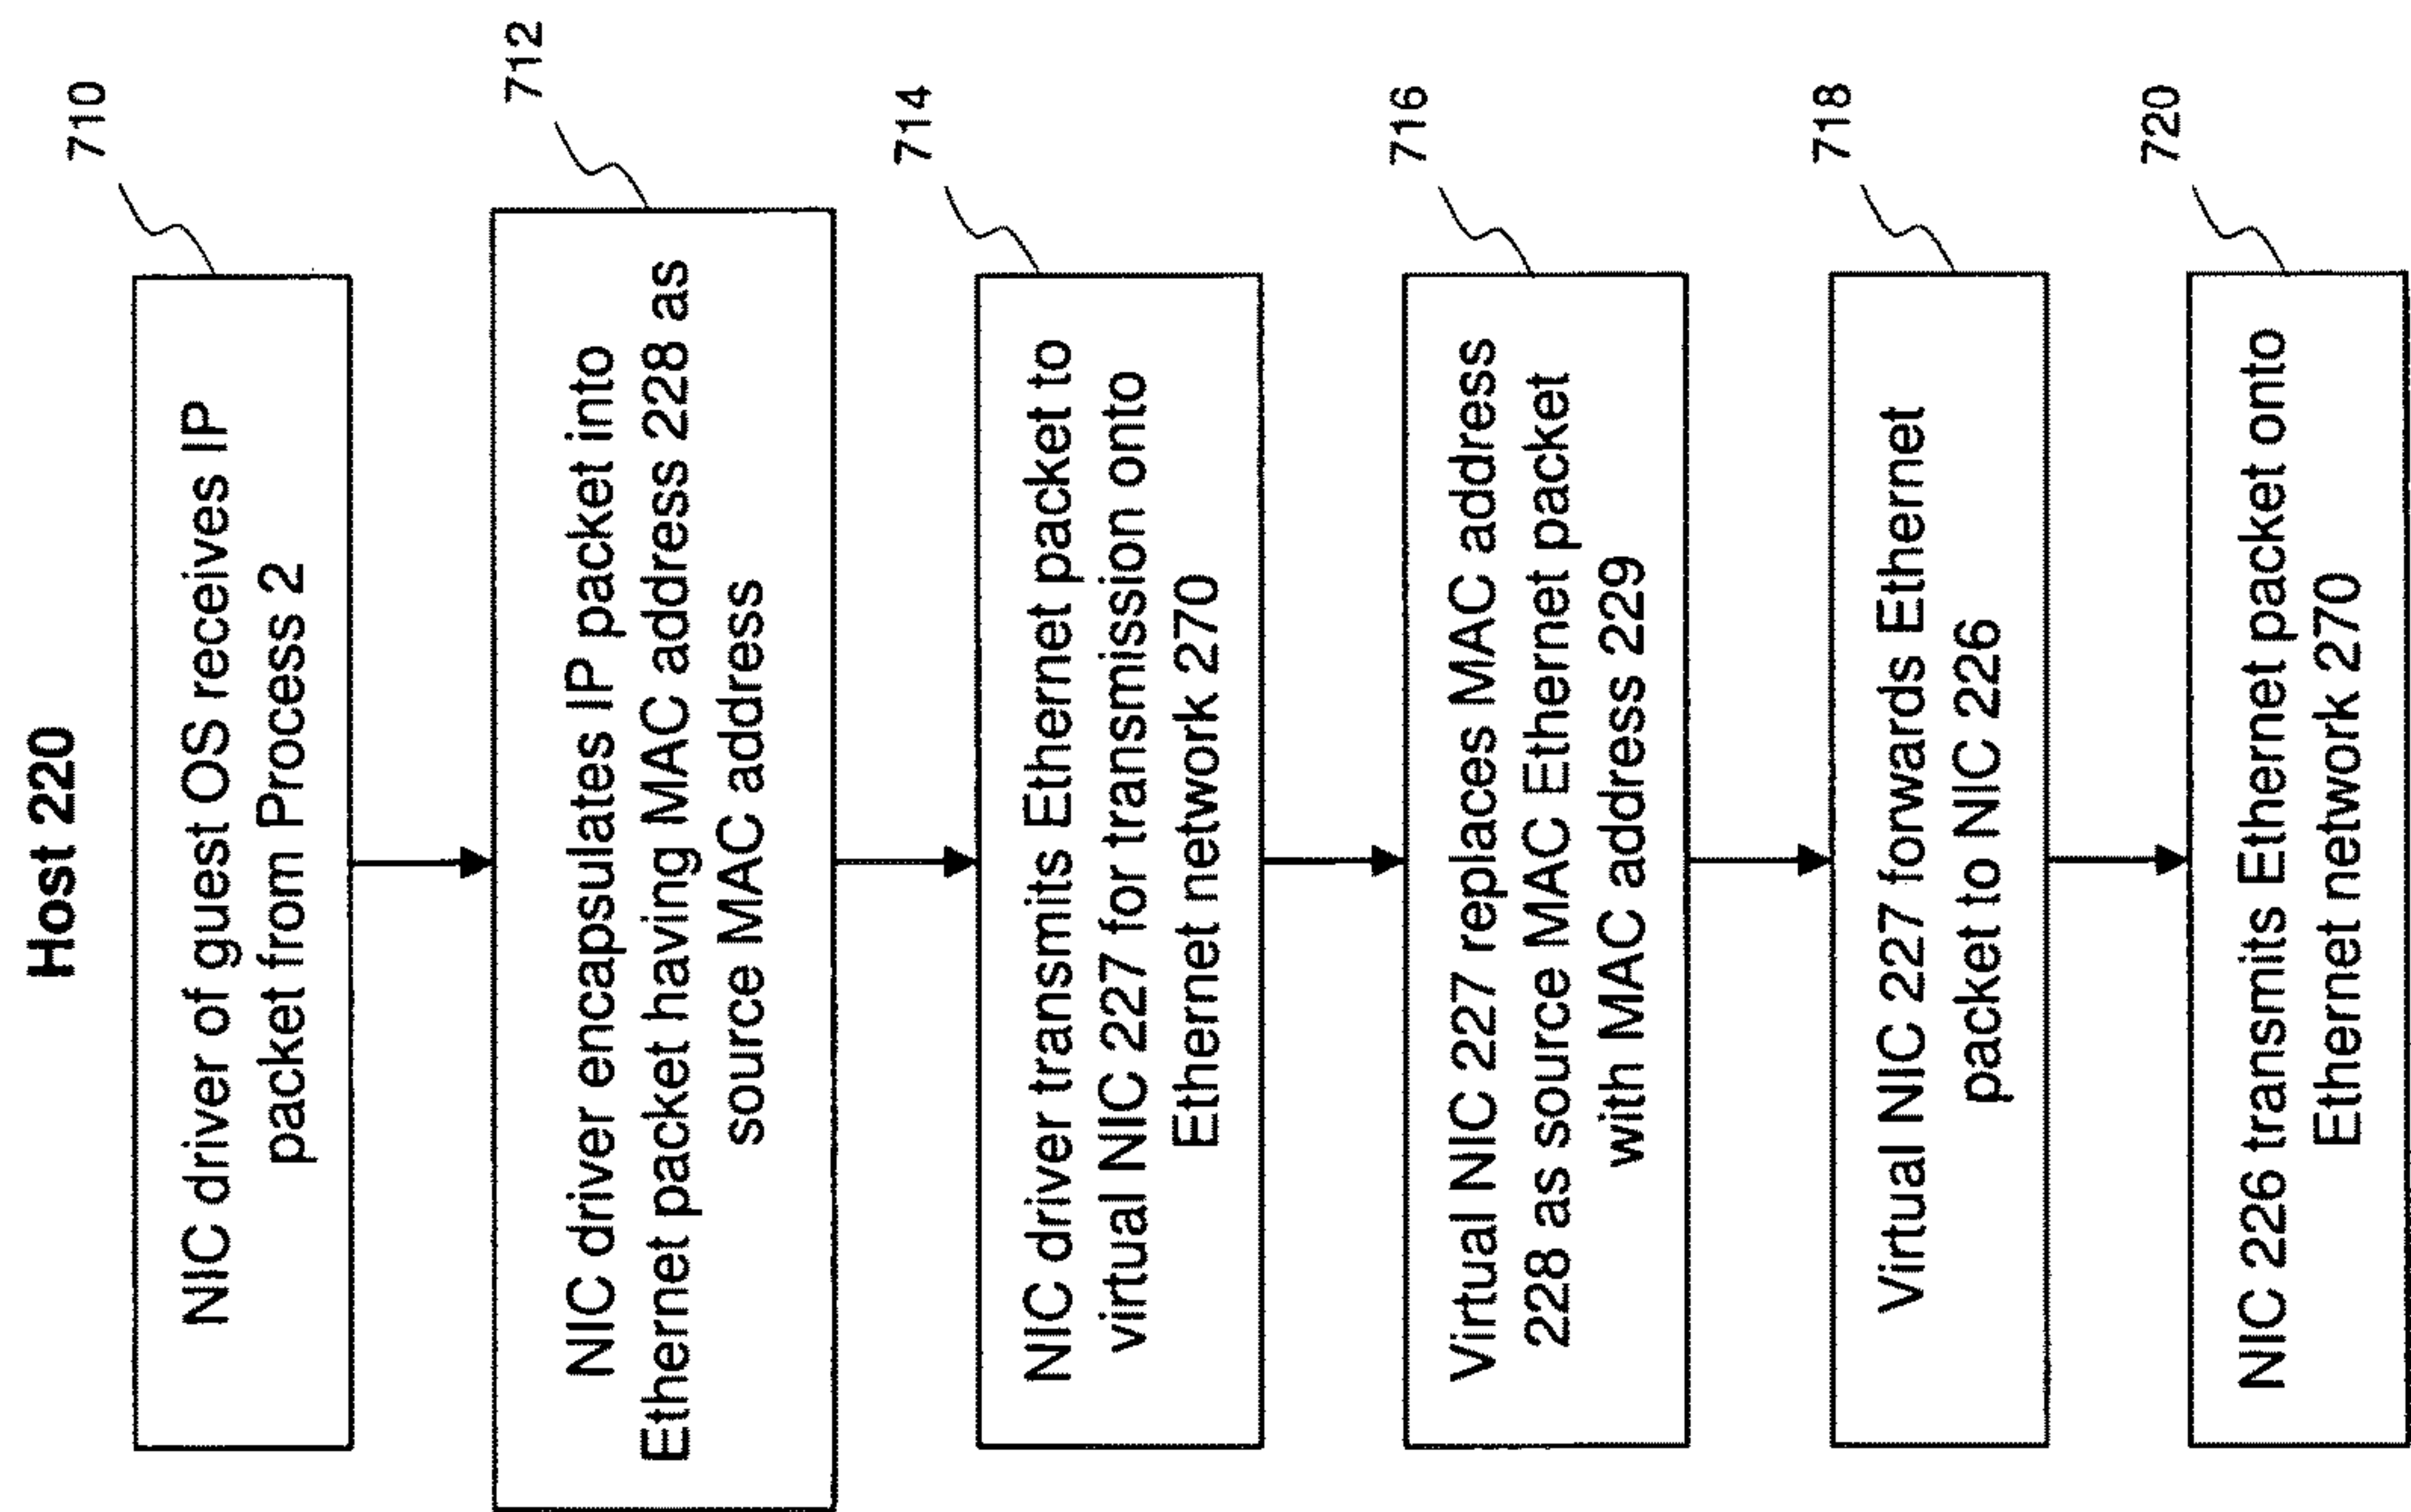 Host 220
710
NIC driver of guest OS receives IP
packet from Process 2
712
NIC driver encapsulates IP packet into
Ethernet packet having MAC address 228 as
source MAC address
714
NIC driver transmits Ethernet packet to
virtual NIC 227 for transmission onto
Ethernet network 270
716
Virtual NIC 227 replaces MAC address
228 as source MAC Ethernet packet
with MAC address 229
718
Virtual NIC 227 forwards Ethernet
packet to NIC 226
720
NIC 226 transmits Ethernet packet onto
Ethernet network 270